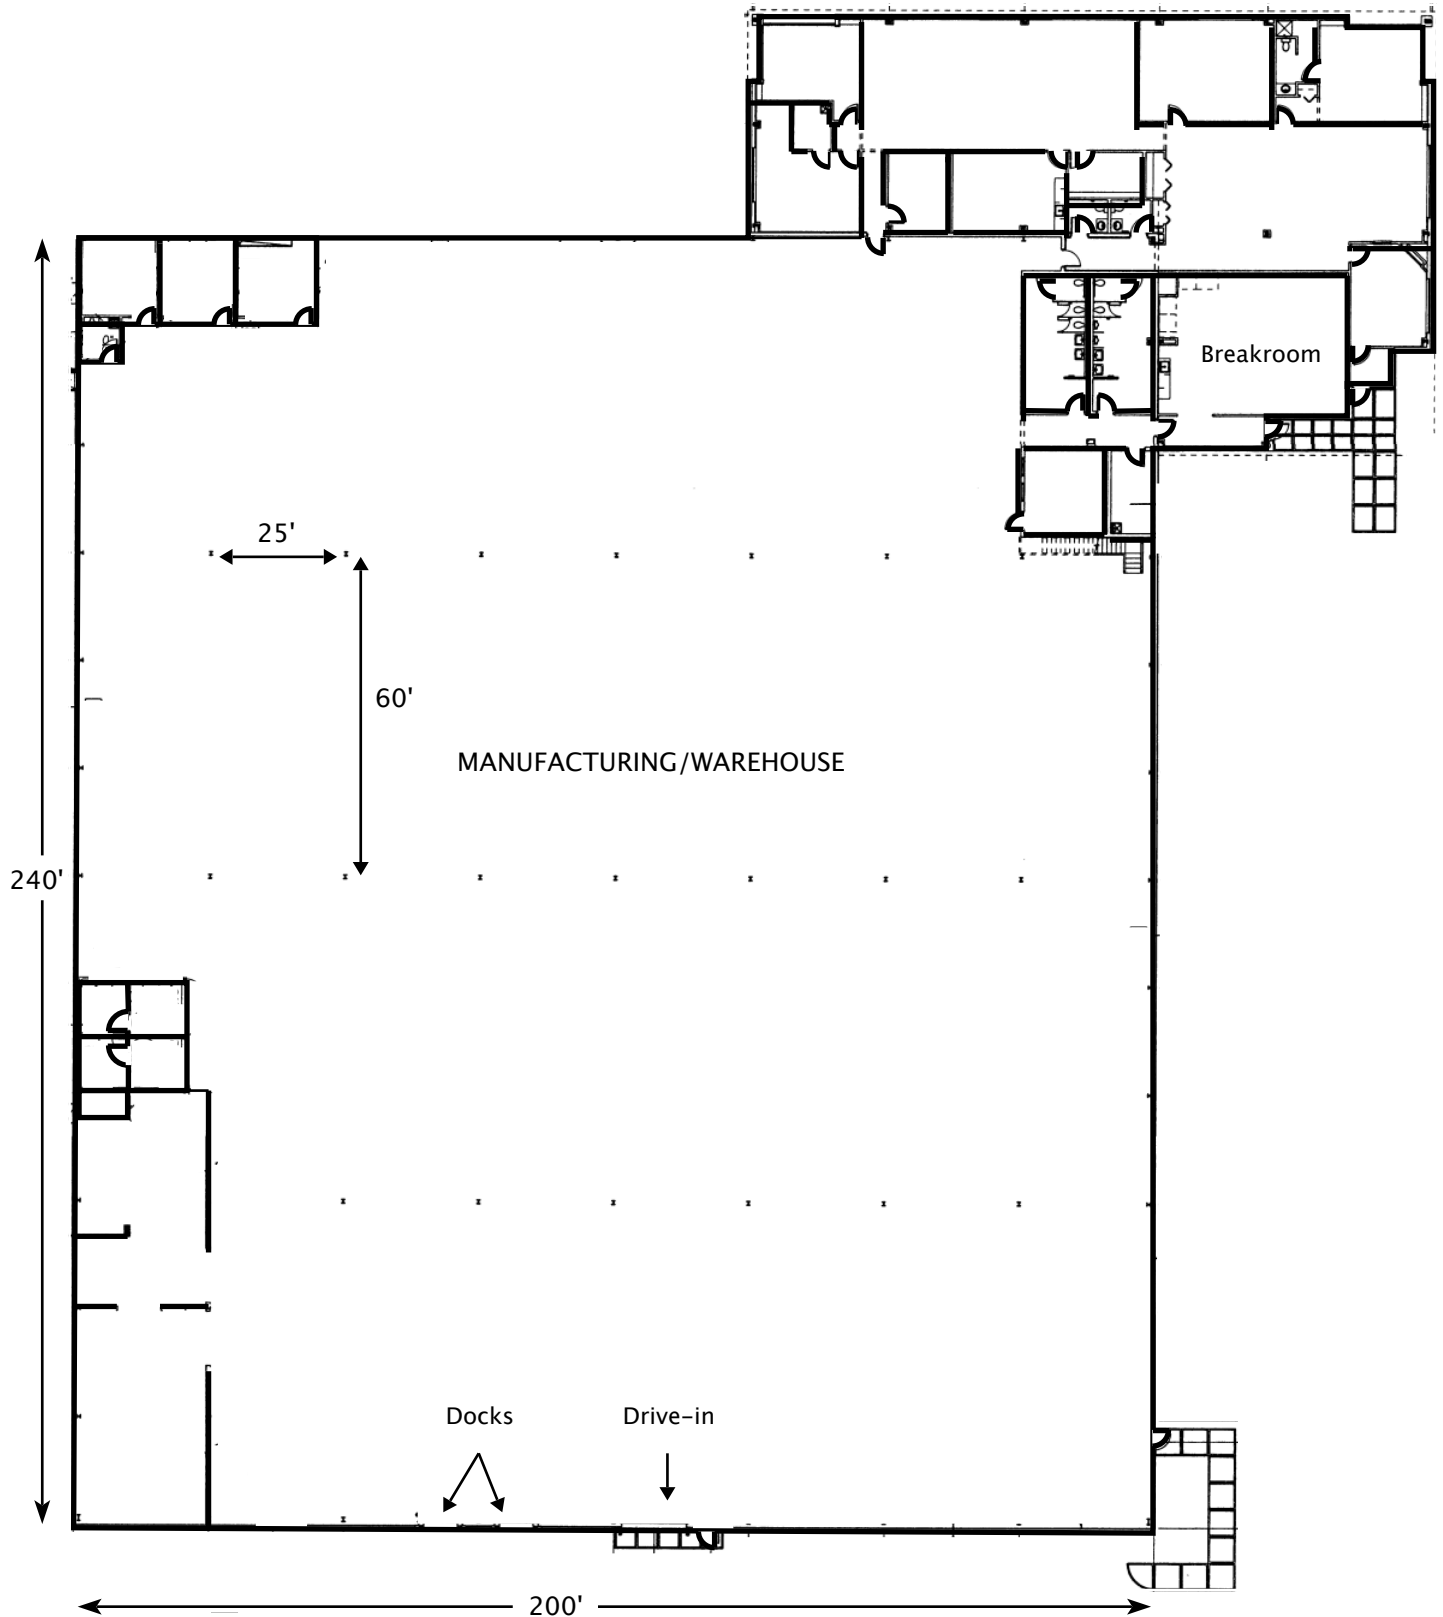 Breakroom
25'
60'
MANUFACTURING/WAREHOUSE
240'
Docks
Drive-in
200'